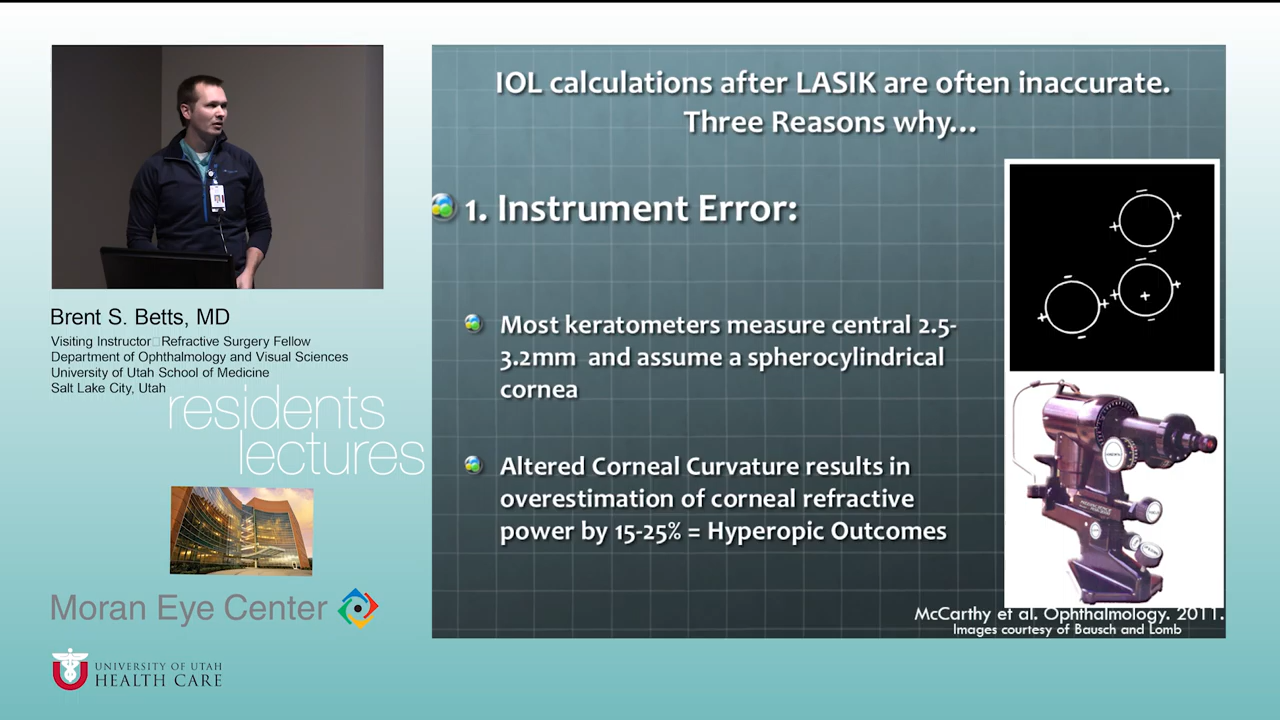 IOL calculations after LASIK are often inaccurate.
Three Reasons why...
1. Instrument Error:
Most keratometers measure central 2.5-
3.2mm and assume a spherocylindrical
cornea
Altered Corneal Curvature results in
overestimation of corneal refractive
power by 15-25% = Hyperopic Outcomes
McCarthy et al. Ophthalmology. 2011.
Images courtesy of Bausch and Lomb
Brent S. Betts, MD
Visiting Instructor□Refractive Surgery Fellow
Department of Ophthalmology and Visual Sciences
University of Utah School of Medicine
Salt Lake City, Utah
residents
lectures
Moran Eye Center
UNIVERSITY OF UTAH
HEALTH CARE